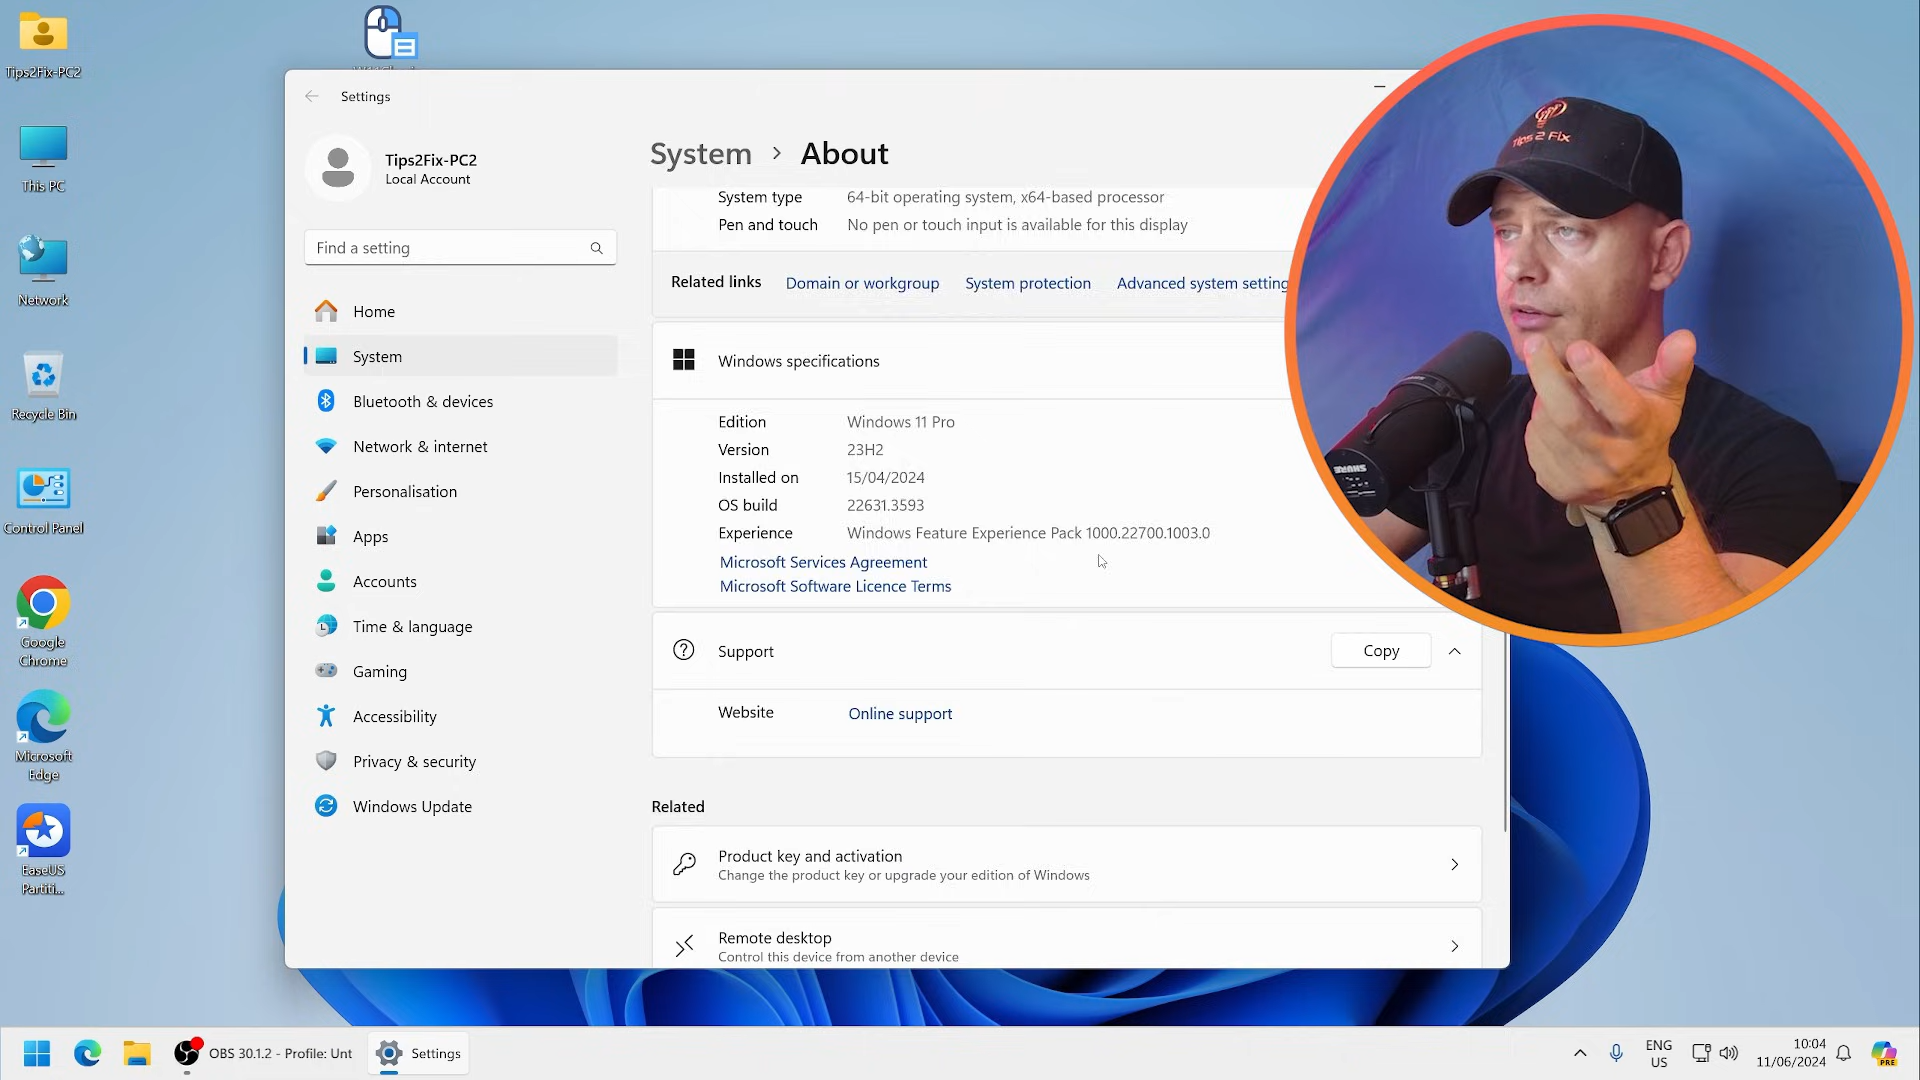 Tips2Fix-PC2
This PC
Network
Recycle Bin
Control Panel
Google
Chrome
Microsoft
Edge
EaseUS
Partiti...
Settings
Tips2Fix-PC2
Local Account
Find a setting
Home
System
Bluetooth & devices
Network & internet
Personalisation
Apps
Accounts
Time & language
Gaming
Accessibility
Privacy & security
Windows Update
System > About
System type 64-bit operating system, x64-based processor
Pen and touch No pen or touch input is available for this display
Related links Domain or workgroup System protection Advanced system setting
Windows specifications
Edition Windows 11 Pro
Version 23H2
Installed on 15/04/2024
OS build 22631.3593
Experience Windows Feature Experience Pack 1000.22700.1003.0
Microsoft Services Agreement
Microsoft Software Licence Terms
Support Copy
Website Online support
Related
Product key and activation
Change the product key or upgrade your edition of Windows
Remote desktop
Control this device from another device
Tips 2 Fix
SHURE
OBS 30.1.2 - Profile: Unt
Settings
ENG
US
10:04
11/06/2024
PRE